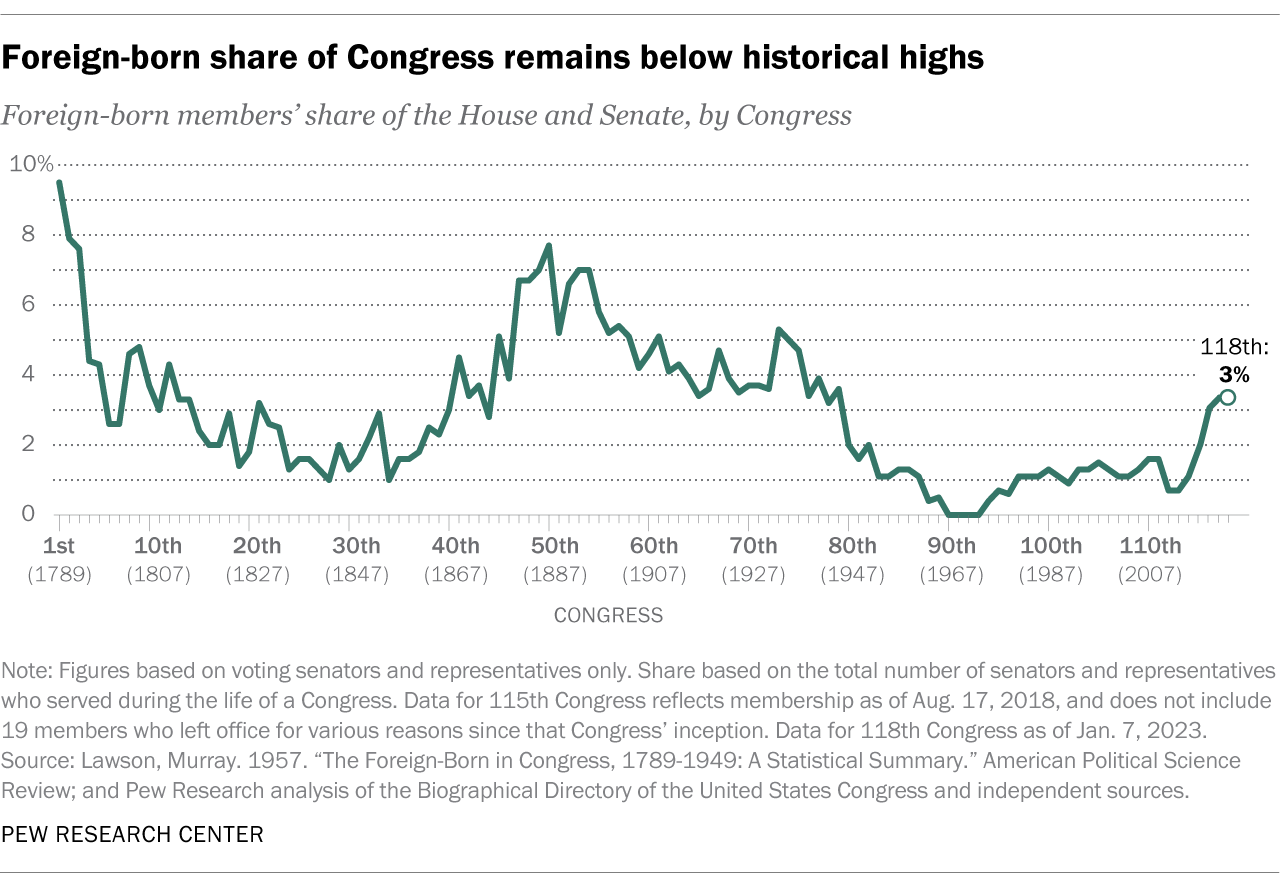 Foreign-born share of Congress remains below historical highs
Foreign-born members’ share of the House and Senate, by Congress
10%
8
6
4
2
0
118th:
3%
1st 10th 20th 30th 40th 50th 60th 70th 80th 90th 100th 110th
(1789) (1807) (1827) (1847) (1867) (1887) (1907) (1927) (1947) (1967) (1987) (2007)
CONGRESS
Note: Figures based on voting senators and representatives only. Share based on the total number of senators and representatives
who served during the life of a Congress. Data for 115th Congress reflects membership as of Aug. 17, 2018, and does not include
19 members who left office for various reasons since that Congress’ inception. Data for 118th Congress as of Jan. 7, 2023.
Source: Lawson, Murray. 1957. “The Foreign-Born in Congress, 1789-1949: A Statistical Summary.” American Political Science
Review; and Pew Research analysis of the Biographical Directory of the United States Congress and independent sources.
PEW RESEARCH CENTER